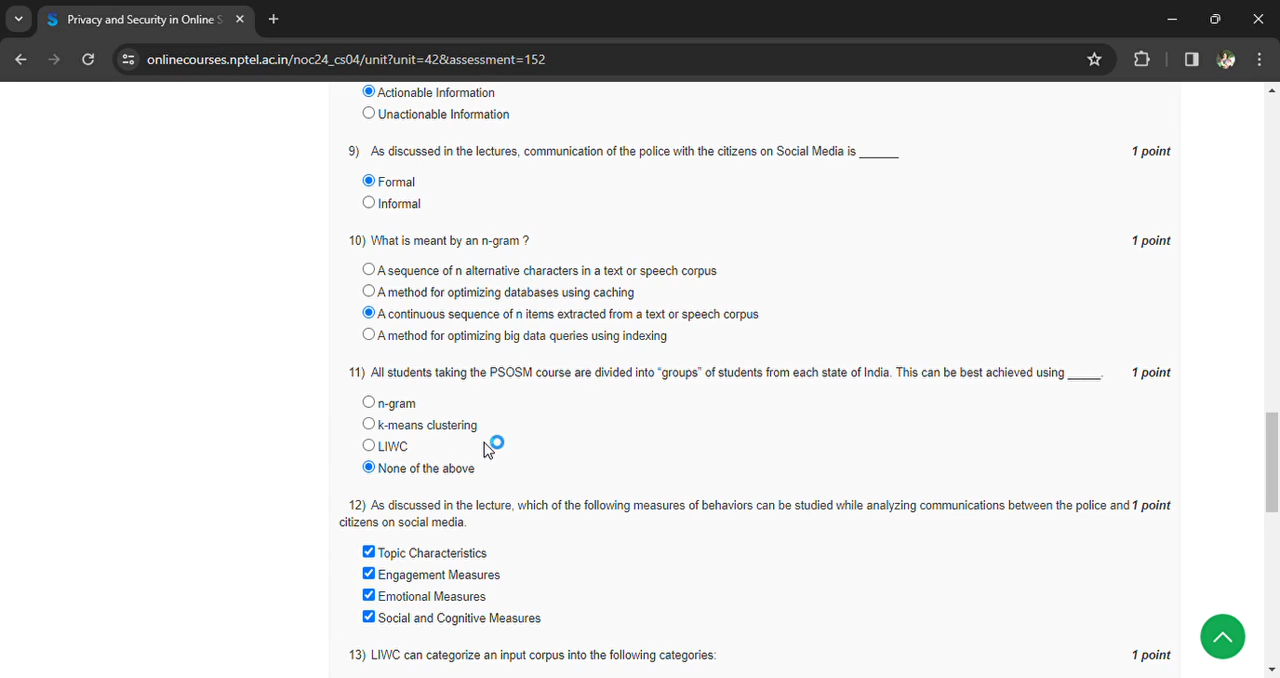 Privacy and Security in Online S
onlinecourses.nptel.ac.in/noc24_cs04/unit?unit=42&assessment=152
Actionable Information
Unactionable Information
9) As discussed in the lectures, communication of the police with the citizens on Social Media is ______ 1 point
Formal
Informal
10) What is meant by an n-gram ? 1 point
A sequence of n alternative characters in a text or speech corpus
A method for optimizing databases using caching
A continuous sequence of n items extracted from a text or speech corpus
A method for optimizing big data queries using indexing
11) All students taking the PSOSM course are divided into “groups” of students from each state of India. This can be best achieved using _____. 1 point
n-gram
k-means clustering
LIWC
None of the above
12) As discussed in the lecture, which of the following measures of behaviors can be studied while analyzing communications between the police and 1 point
citizens on social media.
Topic Characteristics
Engagement Measures
Emotional Measures
Social and Cognitive Measures
13) LIWC can categorize an input corpus into the following categories: 1 point